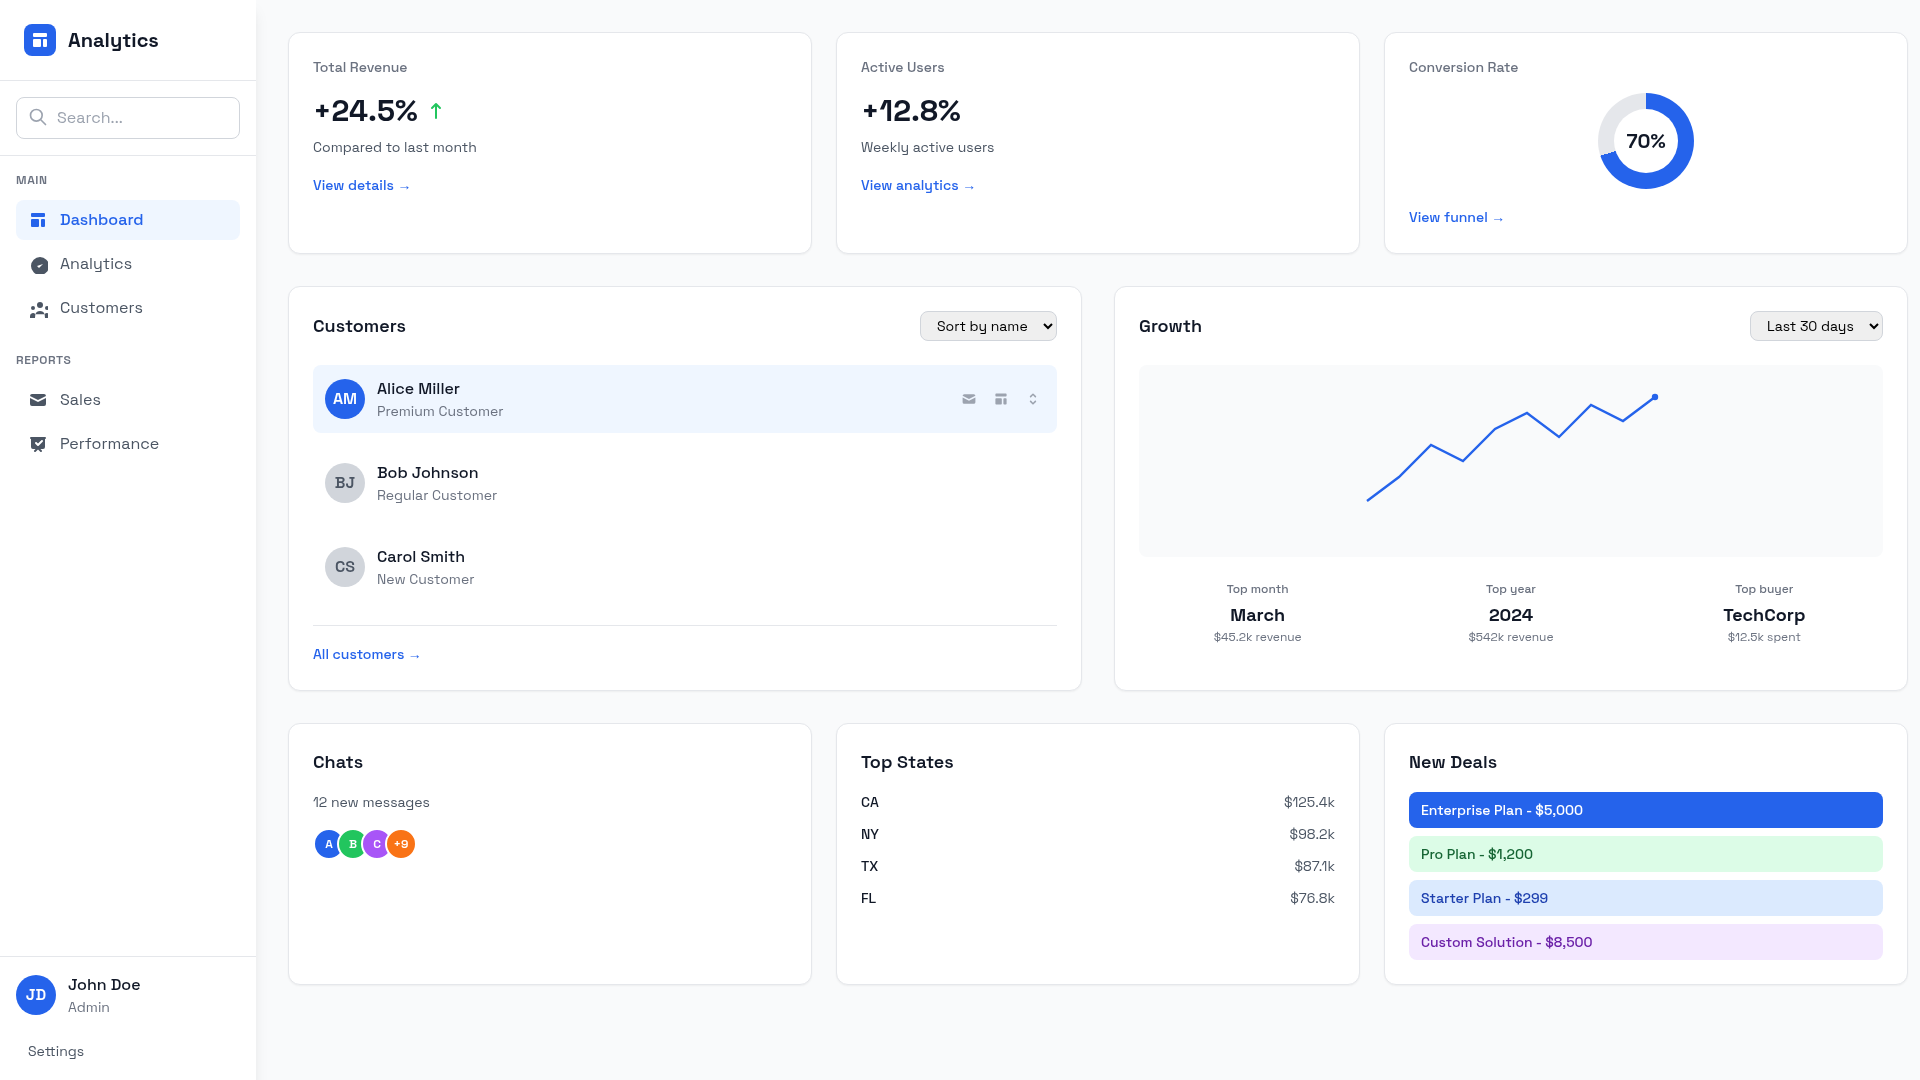 Analytics
Search...
MAIN
Dashboard
Analytics
Customers
REPORTS
Sales
Performance
JD
John Doe
Admin
Settings
Total Revenue
+24.5% ↑
Compared to last month
View details →
Active Users
+12.8%
Weekly active users
View analytics →
Conversion Rate
70%
View funnel →
Customers
Sort by name
AM
Alice Miller
Premium Customer
BJ
Bob Johnson
Regular Customer
CS
Carol Smith
New Customer
All customers →
Growth
Last 30 days
Top month
March
$45.2k revenue
Top year
2024
$542k revenue
Top buyer
TechCorp
$12.5k spent
Chats
12 new messages
A B C +9
Top States
CA $125.4k
NY $98.2k
TX $87.1k
FL $76.8k
New Deals
Enterprise Plan - $5,000
Pro Plan - $1,200
Starter Plan - $299
Custom Solution - $8,500